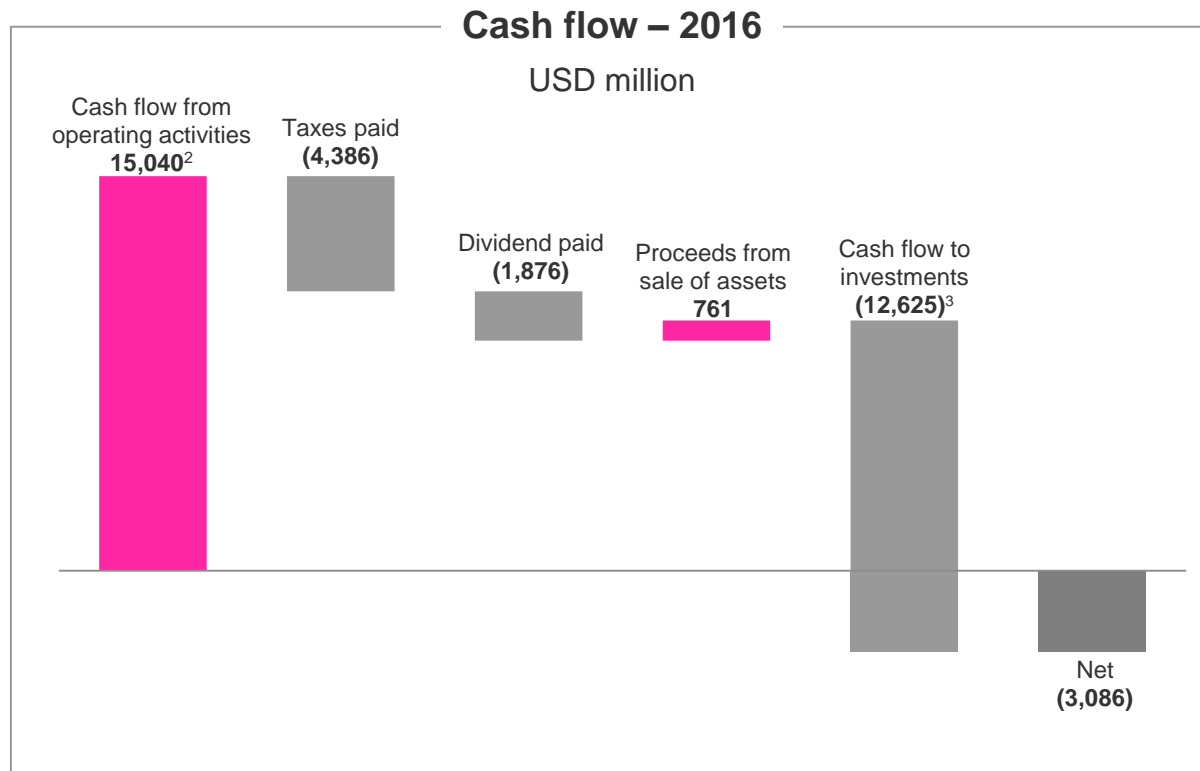 Cash flow – 2016
USD million
Cash flow from
operating activities
15,040²
Taxes paid
(4,386)
Dividend paid
(1,876)
Proceeds from
sale of assets
761
Cash flow to
investments
(12,625)³
Net
(3,086)